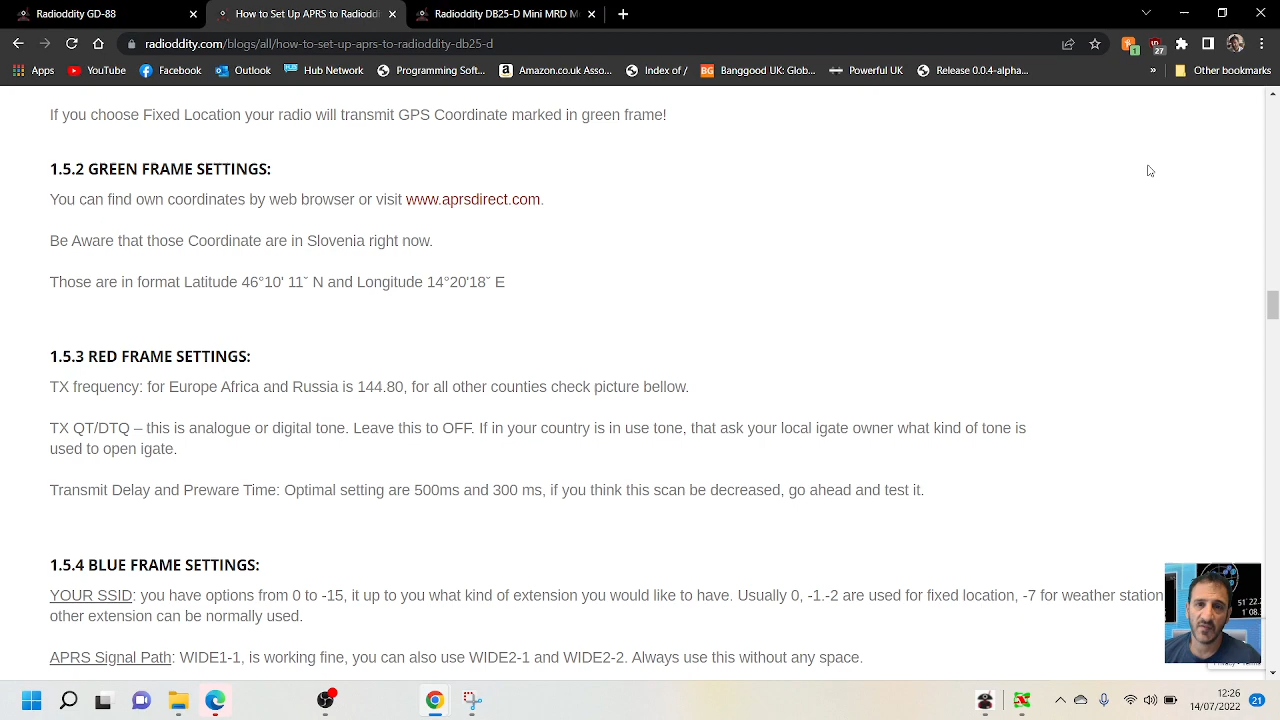 Radioddity GD-88
How to Set Up APRS to Radioddi
Radioddity DB25-D Mini MRD M
radioddity.com/blogs/all/how-to-set-up-aprs-to-radioddity-db25-d
1
27
Apps
YouTube
Facebook
Outlook
Hub Network
Programming Soft...
Amazon.co.uk Asso...
Index of /
BG Banggood HK Glob...
Powerful UK
Release 0.0.4-alpha...
»
Other bookmarks
If you choose Fixed Location your radio will transmit GPS Coordinate marked in green frame!
1.5.2 GREEN FRAME SETTINGS:
You can find own coordinates by web browser or visit www.aprsdirect.com.
Be Aware that those Coordinate are in Slovenia right now.
Those are in format Latitude 46°10' 11˝ N and Longitude 14°20'18˝ E
1.5.3 RED FRAME SETTINGS:
TX frequency: for Europe Africa and Russia is 144.80, for all other counties check picture bellow.
TX QT/DTQ – this is analogue or digital tone. Leave this to OFF. If in your country is in use tone, that ask your local igate owner what kind of tone is
used to open igate.
Transmit Delay and Preware Time: Optimal setting are 500ms and 300 ms, if you think this scan be decreased, go ahead and test it.
1.5.4 BLUE FRAME SETTINGS:
YOUR SSID: you have options from 0 to -15, it up to you what kind of extension you would like to have. Usually 0, -1.-2 are used for fixed location, -7 for weather station
other extension can be normally used.
APRS Signal Path: WIDE1-1, is working fine, you can also use WIDE2-1 and WIDE2-2. Always use this without any space.
12:26
14/07/2022
21